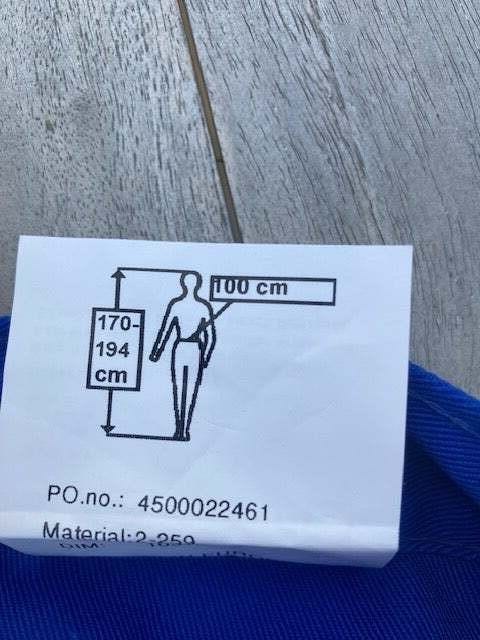 100 cm
170-
194
cm
PO.no.: 4500022461
Material:2-259